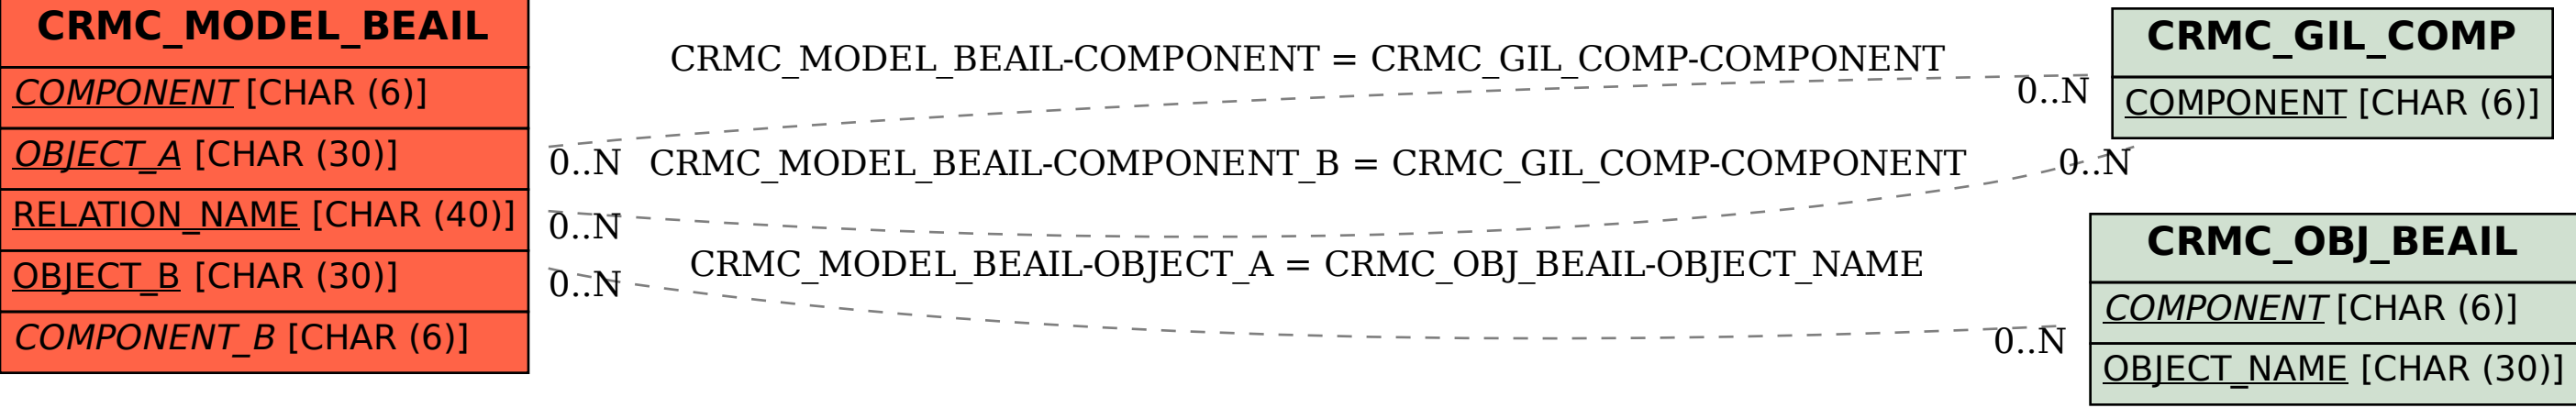 CRMC_MODEL_BEAIL
COMPONENT [CHAR (6)]
OBJECT_A [CHAR (30)]
RELATION_NAME [CHAR (40)]
OBJECT_B [CHAR (30)]
COMPONENT_B [CHAR (6)]
CRMC_MODEL_BEAIL-COMPONENT = CRMC_GIL_COMP-COMPONENT
0..N
0..N
CRMC_MODEL_BEAIL-COMPONENT_B = CRMC_GIL_COMP-COMPONENT
0..N
0..N
CRMC_MODEL_BEAIL-OBJECT_A = CRMC_OBJ_BEAIL-OBJECT_NAME
0..N
0..N
CRMC_GIL_COMP
COMPONENT [CHAR (6)]
CRMC_OBJ_BEAIL
COMPONENT [CHAR (6)]
OBJECT_NAME [CHAR (30)]